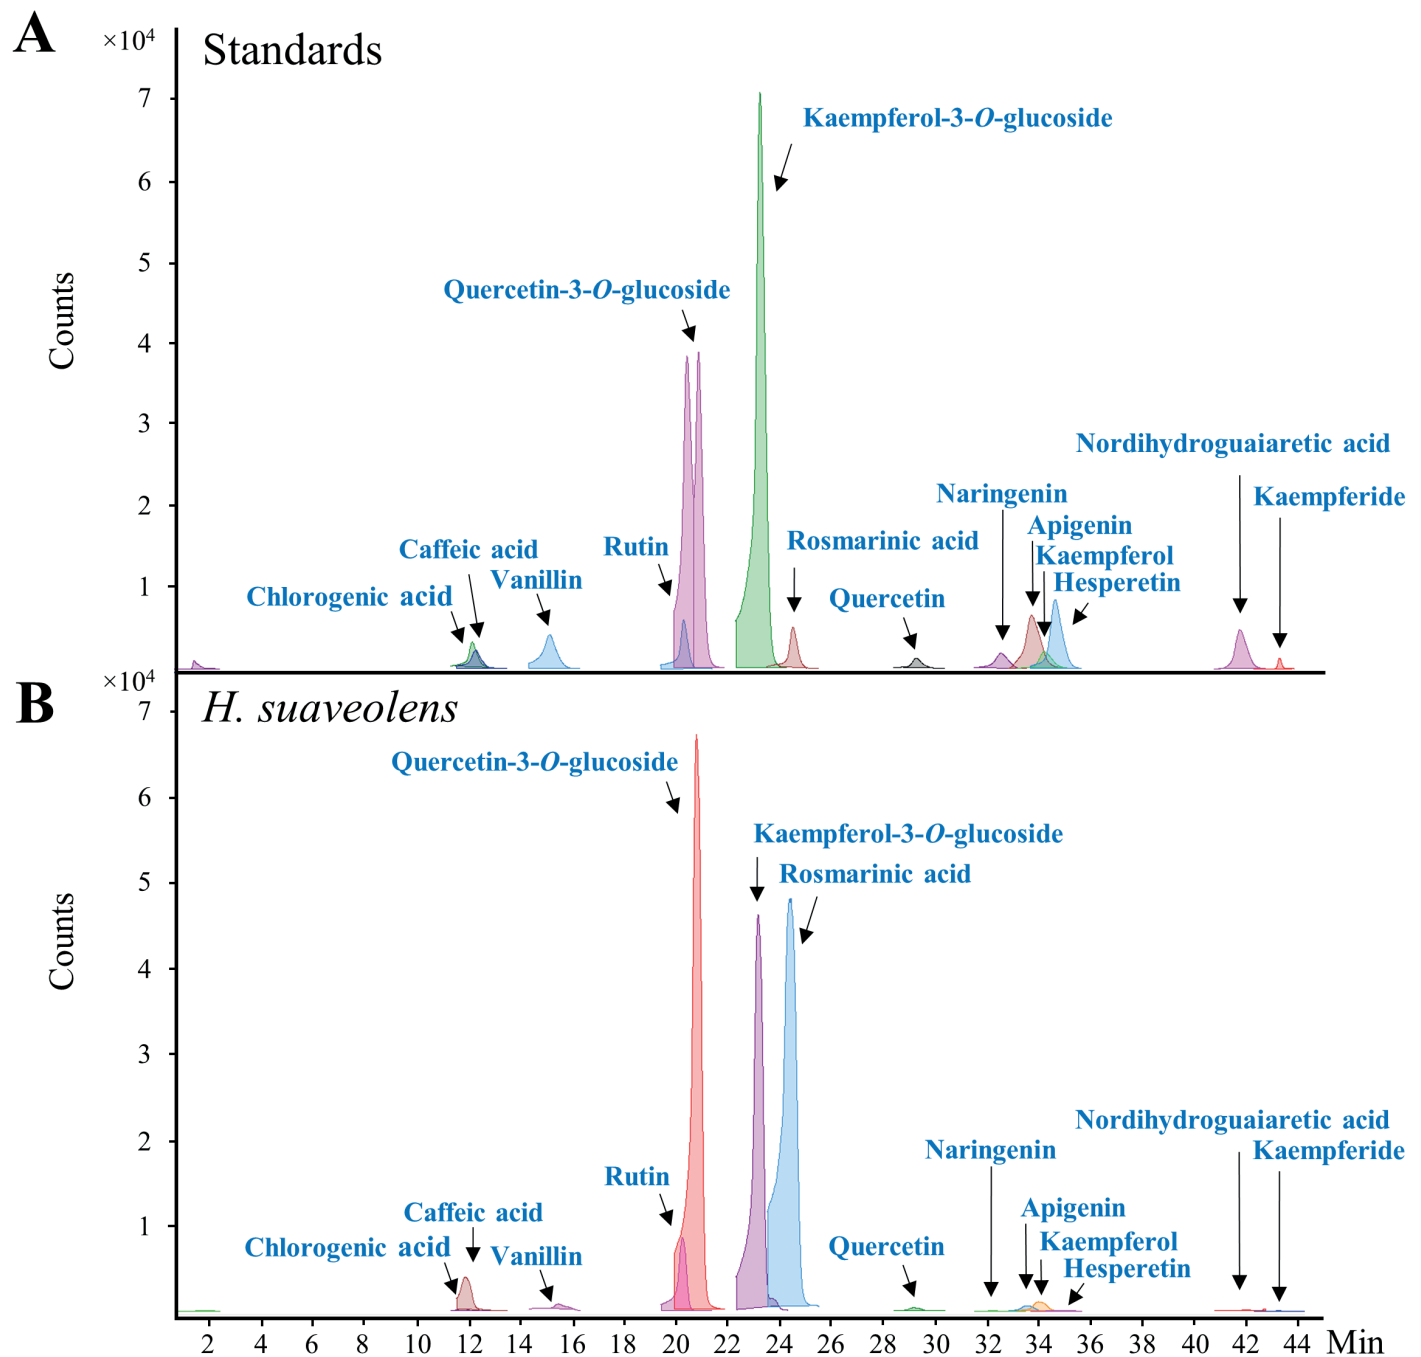 A
×10⁴
Standards
7
Kaempferol-3-O-glucoside
6
5
Quercetin-3-O-glucoside
Counts
4
3
Nordihydroguaiaretic acid
2
Naringenin
Kaempferide
Apigenin
Rutin
Rosmarinic acid
Caffeic acid
Kaempferol
Vanillin
Hesperetin
1
Chlorogenic acid
Quercetin
×10⁴
B
H. suaveolens
7
Quercetin-3-O-glucoside
6
Kaempferol-3-O-glucoside
Rosmarinic acid
5
Counts
4
3
Nordihydroguaiaretic acid
2
Naringenin
Kaempferide
Rutin
Apigenin
Caffeic acid
1
Kaempferol
Chlorogenic acid
Quercetin
Vanillin
Hesperetin
2 4 6 8 10 12 14 16 18 20 22 24 26 28 30 32 34 36 38 40 42 44 Min